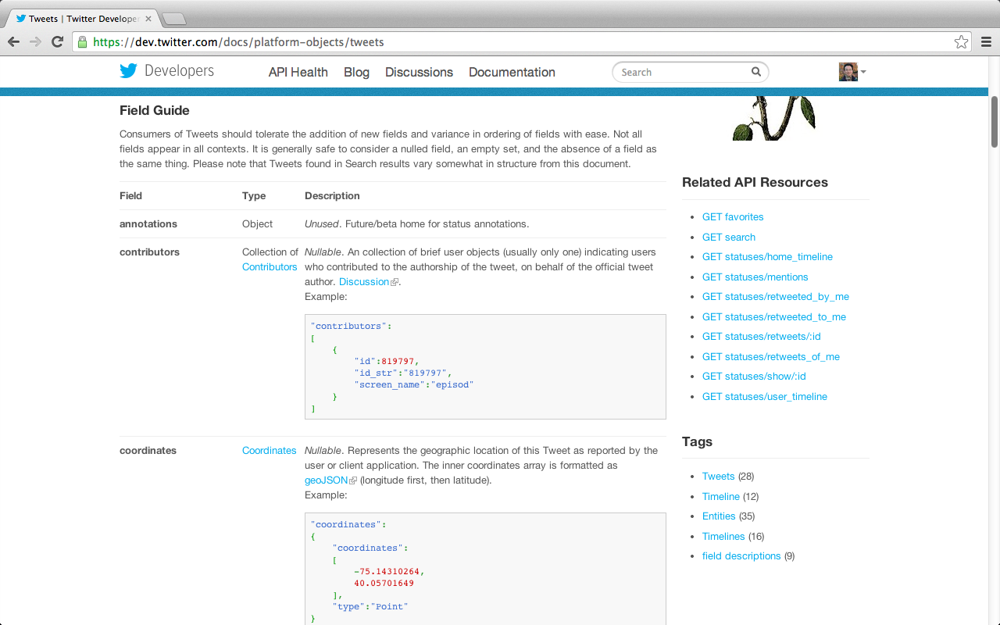 Tweets | Twitter Develope
https://dev.twitter.com/docs/platform-objects/tweets
Developers
API Health
Blog
Discussions
Documentation
Search
Field Guide
Consumers of Tweets should tolerate the addition of new fields and variance in ordering of fields with ease. Not all
fields appear in all contexts. It is generally safe to consider a nulled field, an empty set, and the absence of a field as
the same thing. Please note that Tweets found in Search results vary somewhat in structure from this document.
Field Type Description
annotations Object Unused. Future/beta home for status annotations.
contributors Collection of Nullable. An collection of brief user objects (usually only one) indicating users
Contributors who contributed to the authorship of the tweet, on behalf of the official tweet
author. Discussion.
Example:
"contributors":
[
{
"id":819797,
"id_str":"819797",
"screen_name":"episod"
}
]
coordinates Coordinates Nullable. Represents the geographic location of this Tweet as reported by the
user or client application. The inner coordinates array is formatted as
geoJSON (longitude first, then latitude).
Example:
"coordinates":
{
"coordinates":
[
-75.14310264,
40.05701649
],
"type":"Point"
}
Related API Resources
• GET favorites
• GET search
• GET statuses/home_timeline
• GET statuses/mentions
• GET statuses/retweeted_by_me
• GET statuses/retweeted_to_me
• GET statuses/retweets/:id
• GET statuses/retweets_of_me
• GET statuses/show/:id
• GET statuses/user_timeline
Tags
• Tweets (28)
• Timeline (12)
• Entities (35)
• Timelines (16)
• field descriptions (9)